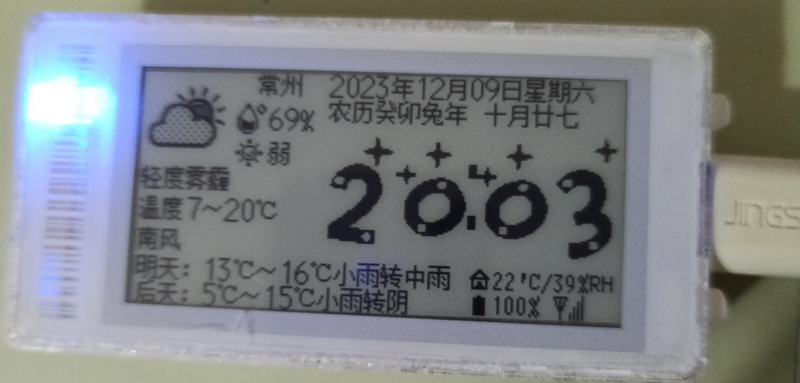 常州
2023年12月09日星期六
农历癸卯兔年 十月廿七
69%
弱
轻度雾霾
温度7~20℃
南风
20:03
明天: 13℃~16℃小雨转中雨
后天: 5℃~15℃小雨转阴
22℃/39%RH
100%
JINGS